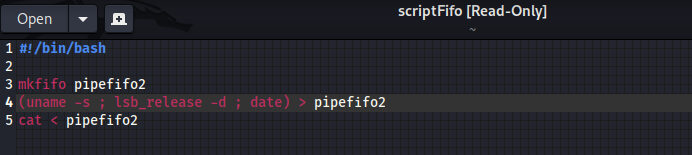 Open
scriptFifo [Read-Only]
~
1 #!/bin/bash
2
3 mkfifo pipefifo2
4 (uname -s ; lsb_release -d ; date) > pipefifo2
5 cat < pipefifo2